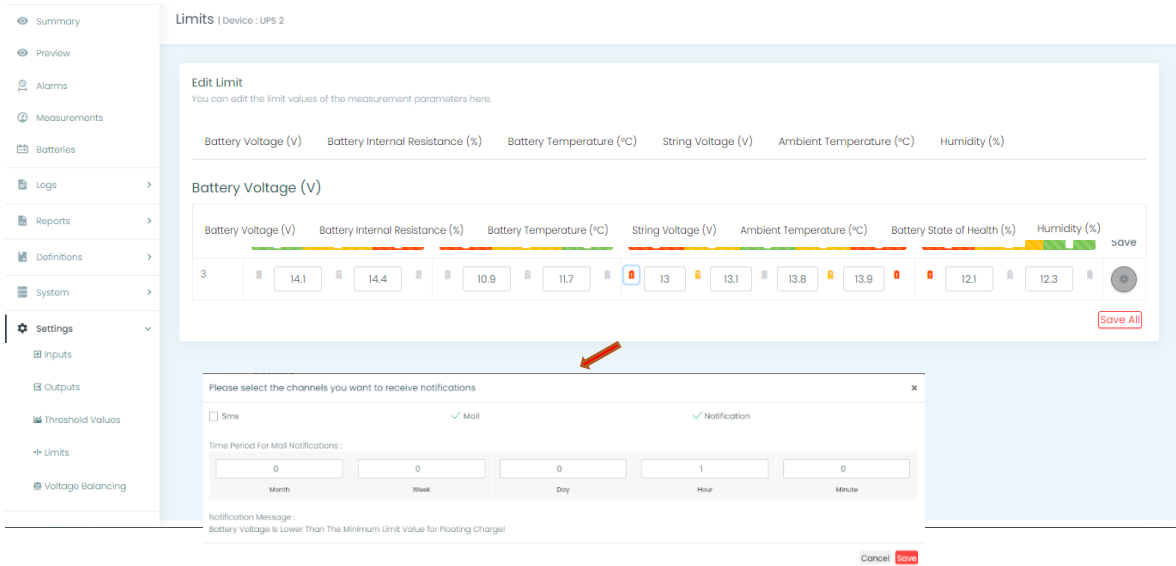 Summary
Preview
Alarms
Measurements
Batteries
Logs
Reports
Definitions
System
Settings
Inputs
Outputs
Threshold Values
Limits
Voltage Balancing
Limits | Device : UPS 2
Edit Limit
You can edit the limit values of the measurement parameters here.
Battery Voltage (V) Battery Internal Resistance (%) Battery Temperature (°C) String Voltage (V) Ambient Temperature (°C) Humidity (%)
Battery Voltage (V)
Battery Voltage (V) Battery Internal Resistance (%) Battery Temperature (°C) String Voltage (V) Ambient Temperature (°C) Battery State of Health (%) Humidity (%)
Save
3 14.1 14.4 10.9 11.7 13 13.1 13.8 13.9 12.1 12.3
Save All
Please select the channels you want to receive notifications
Sms Mail Notification
Time Period For Mail Notifications :
0 0 0 1 0
Month Week Day Hour Minute
Notification Message :
Battery Voltage Is Lower Than The Minimum Limit Value for Floating Charge!
Cancel Save